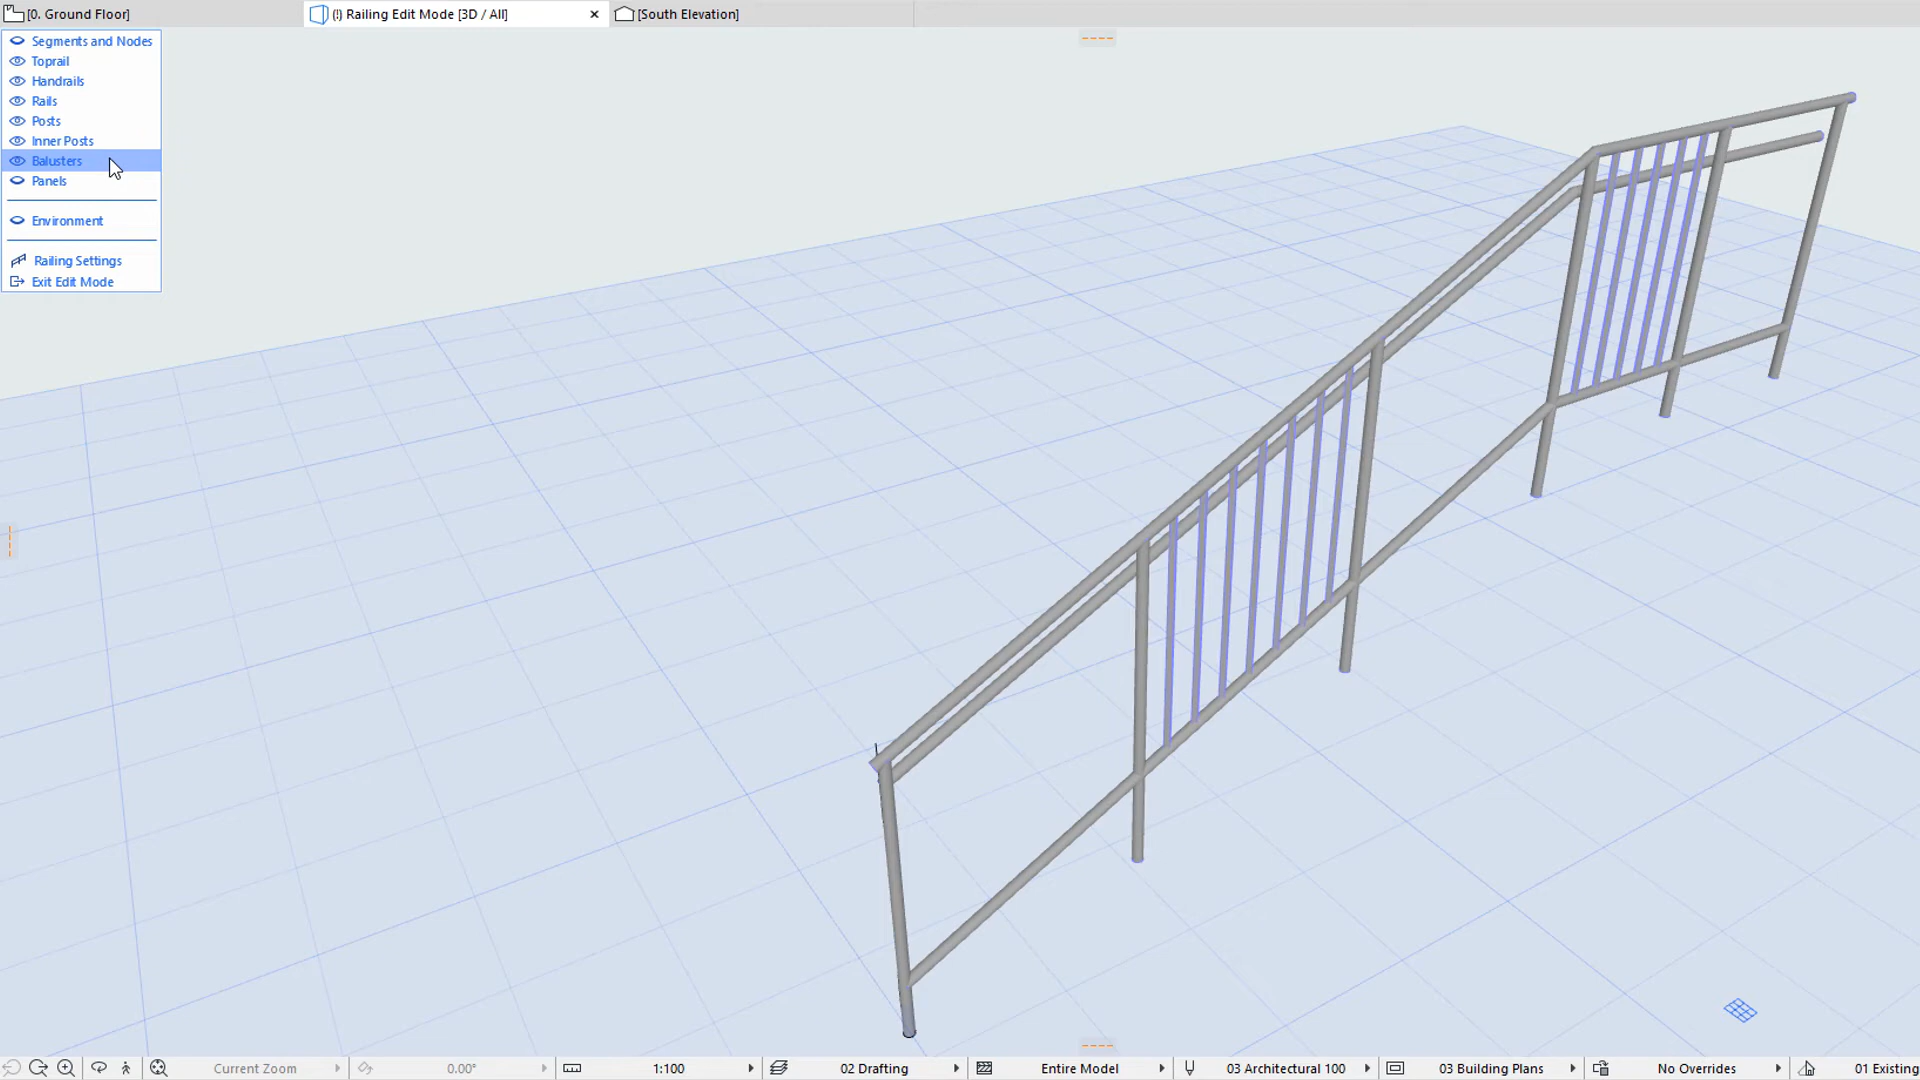 [0. Ground Floor]
(!) Railing Edit Mode [3D / All]
[South Elevation]
Segments and Nodes
Toprail
Handrails
Rails
Posts
Inner Posts
Balusters
Panels
Environment
Railing Settings
Exit Edit Mode
Current Zoom
0.00°
1:100
02 Drafting
Entire Model
03 Architectural 100
03 Building Plans
No Overrides
01 Existing